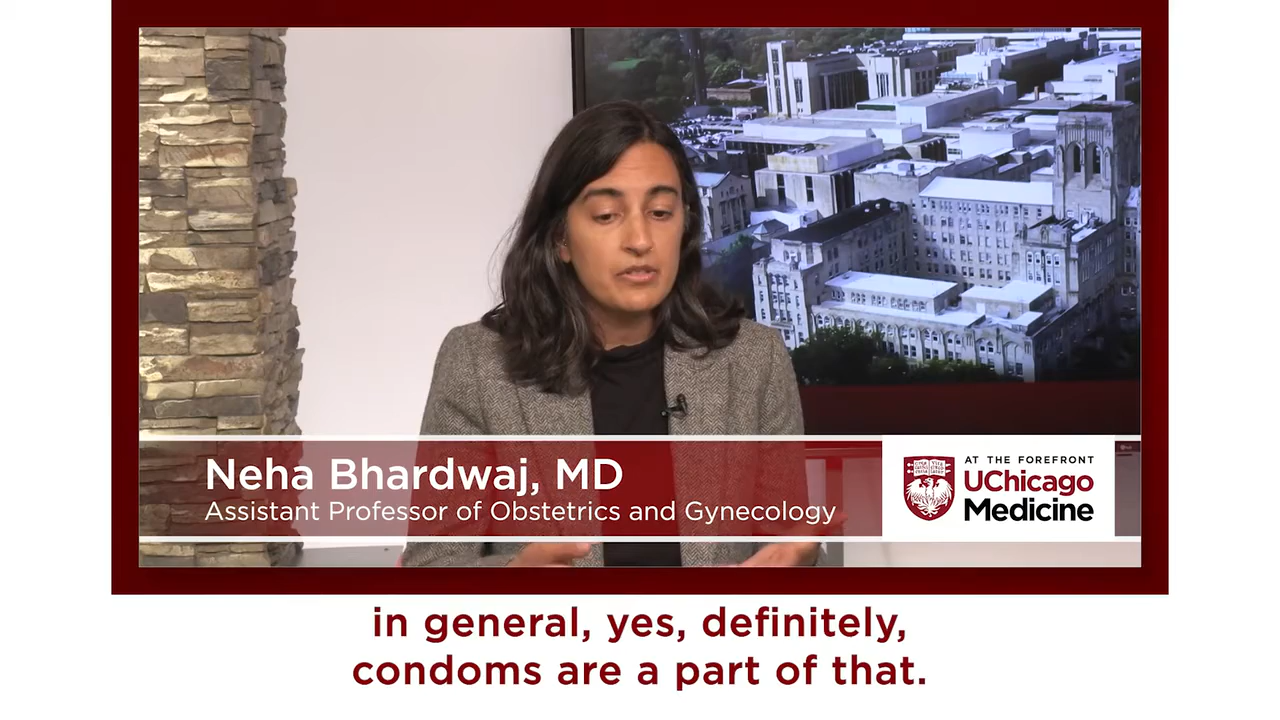 Neha Bhardwaj, MD
Assistant Professor of Obstetrics and Gynecology
AT THE FOREFRONT
UChicago
Medicine
in general, yes, definitely,
condoms are a part of that.